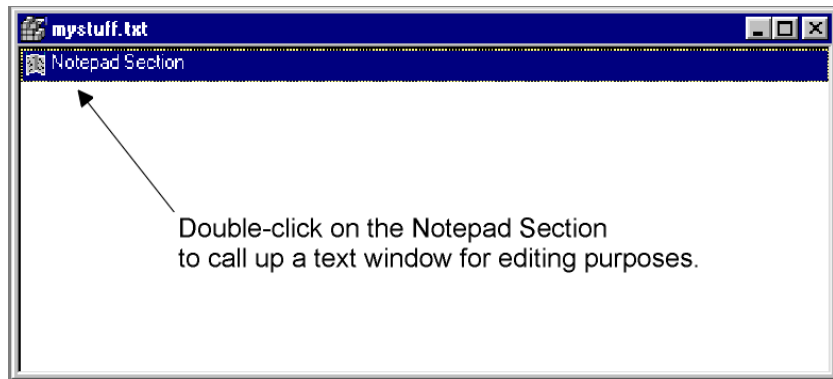 mystuff.txt
Notepad Section
Double-click on the Notepad Section
to call up a text window for editing purposes.